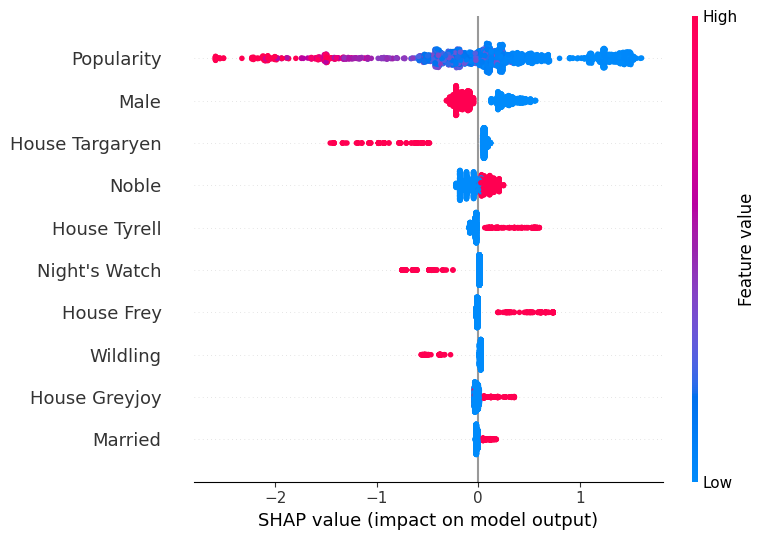 High
Popularity
Male
House Targaryen
Noble
House Tyrell
Night's Watch
House Frey
Wildling
House Greyjoy
Married
Feature value
Low
−2 −1 0 1
SHAP value (impact on model output)